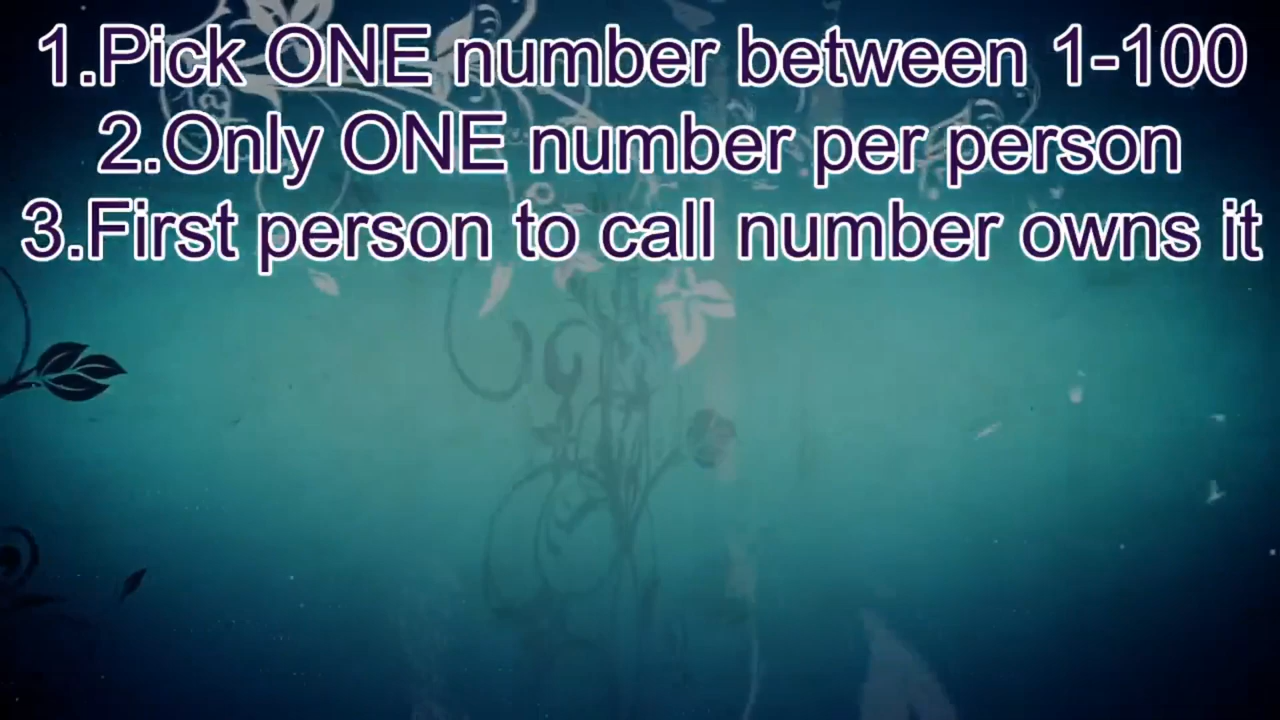 1.Pick ONE number between 1-100
2.Only ONE number per person
3.First person to call number owns it